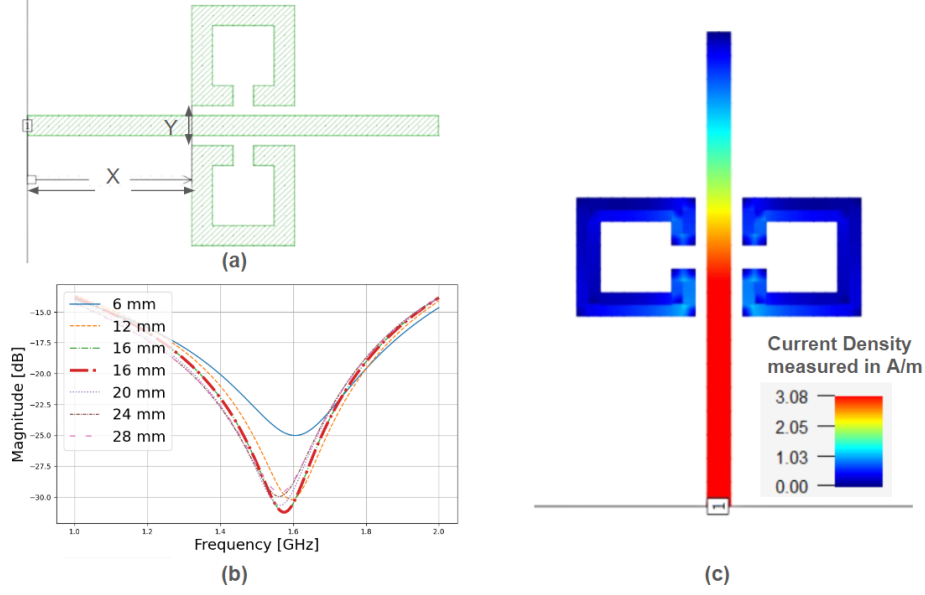 1
Y
X
(a)
6 mm
12 mm
16 mm
16 mm
20 mm
24 mm
28 mm
−15.0
−17.5
−20.0
−22.5
−25.0
−27.5
−30.0
Magnitude [dB]
1.0 1.2 1.4 1.6 1.8 2.0
Frequency [GHz]
(b)
Current Density
measured in A/m
3.08
2.05
1.03
0.00
1
(c)